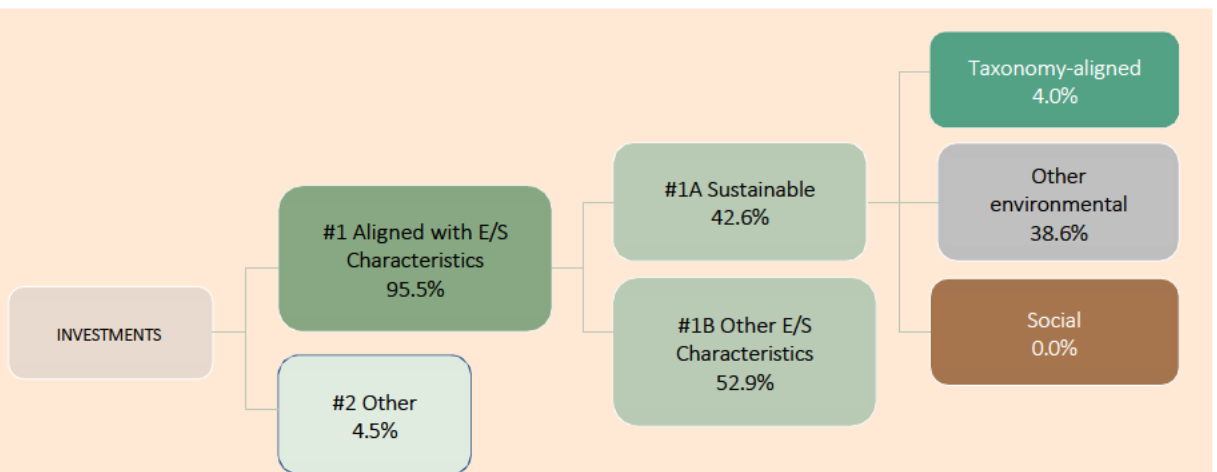 INVESTMENTS
#1 Aligned with E/S
Characteristics
95.5%
#2 Other
4.5%
#1A Sustainable
42.6%
#1B Other E/S
Characteristics
52.9%
Taxonomy-aligned
4.0%
Other
environmental
38.6%
Social
0.0%